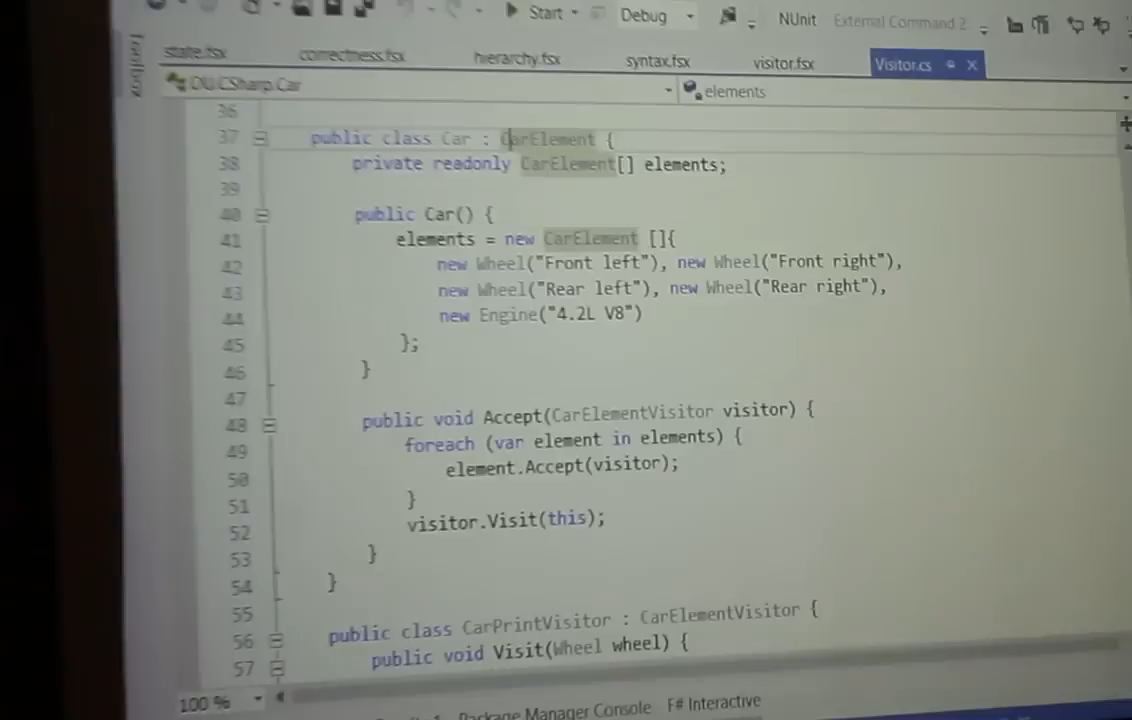 Start Debug NUnit External Command 2
Toolbox
state.fsx correctness.fsx hierarchy.fsx syntax.fsx visitor.fsx Visitor.cs
DU.CSharp.Car elements
36
37 public class Car : CarElement {
38 private readonly CarElement[] elements;
39
40 public Car() {
41 elements = new CarElement []{
42 new Wheel("Front left"), new Wheel("Front right"),
43 new Wheel("Rear left"), new Wheel("Rear right"),
44 new Engine("4.2L V8")
45 };
46 }
47
48 public void Accept(CarElementVisitor visitor) {
49 foreach (var element in elements) {
50 element.Accept(visitor);
51 }
52 visitor.Visit(this);
53 }
54 }
55
56 public class CarPrintVisitor : CarElementVisitor {
57 public void Visit(Wheel wheel) {
100 %
Package Manager Console F# Interactive